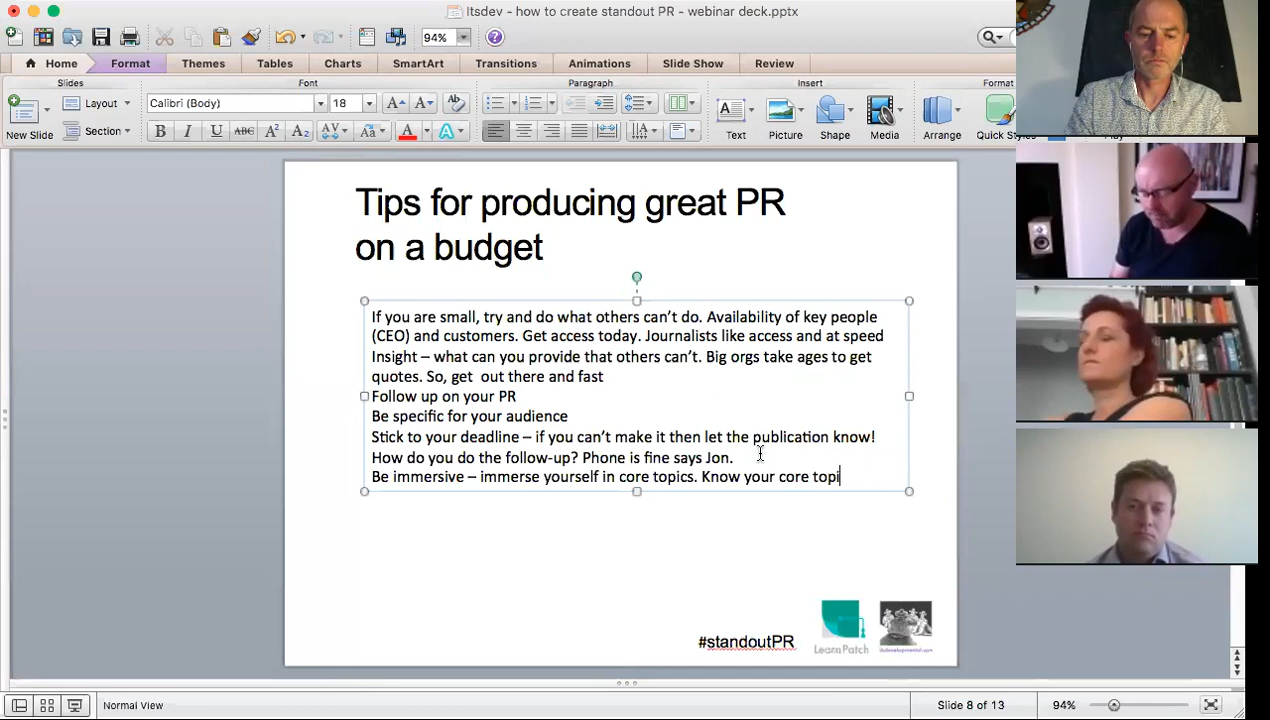 ltsdev - how to create standout PR - webinar deck.pptx
94%
Home Format Themes Tables Charts SmartArt Transitions Animations Slide Show Review
Slides Font Paragraph Insert Format
New Slide Layout Section
Calibri (Body) 18
Text Picture Shape Media Arrange Quick Styles
Tips for producing great PR
on a budget
If you are small, try and do what others can’t do. Availability of key people
(CEO) and customers. Get access today. Journalists like access and at speed
Insight – what can you provide that others can’t. Big orgs take ages to get
quotes. So, get  out there and fast
Follow up on your PR
Be specific for your audience
Stick to your deadline – if you can’t make it then let the publication know!
How do you do the follow-up? Phone is fine says Jon.
Be immersive – immerse yourself in core topics. Know your core topi
#standoutPR
LearnPatch
Normal View
Slide 8 of 13
94%